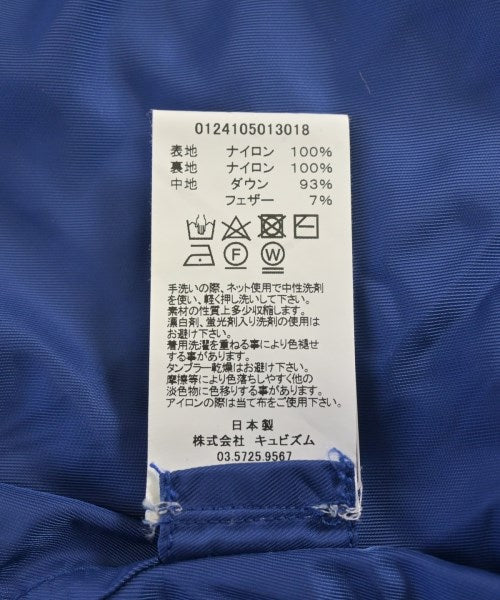 0124105013018
表地 ナイロン 100%
裏地 ナイロン 100%
中地 ダウン 93%
フェザー 7%
F W
手洗いの際、ネット使用で中性洗剤
を使い、軽く押し洗いして下さい。
素材の性質上多少収縮します。
漂白剤、蛍光剤入り洗剤の使用は
お避け下さい。
着用洗濯を重ねる事により色褪せ
する事があります。
タンブラー乾燥はお避け下さい。
摩擦等により色落ちしやすく他の
淡色物に色移りする事があります。
アイロンの際は当て布をご使用下さい。
日本製
株式会社 キュビズム
03.5725.9567